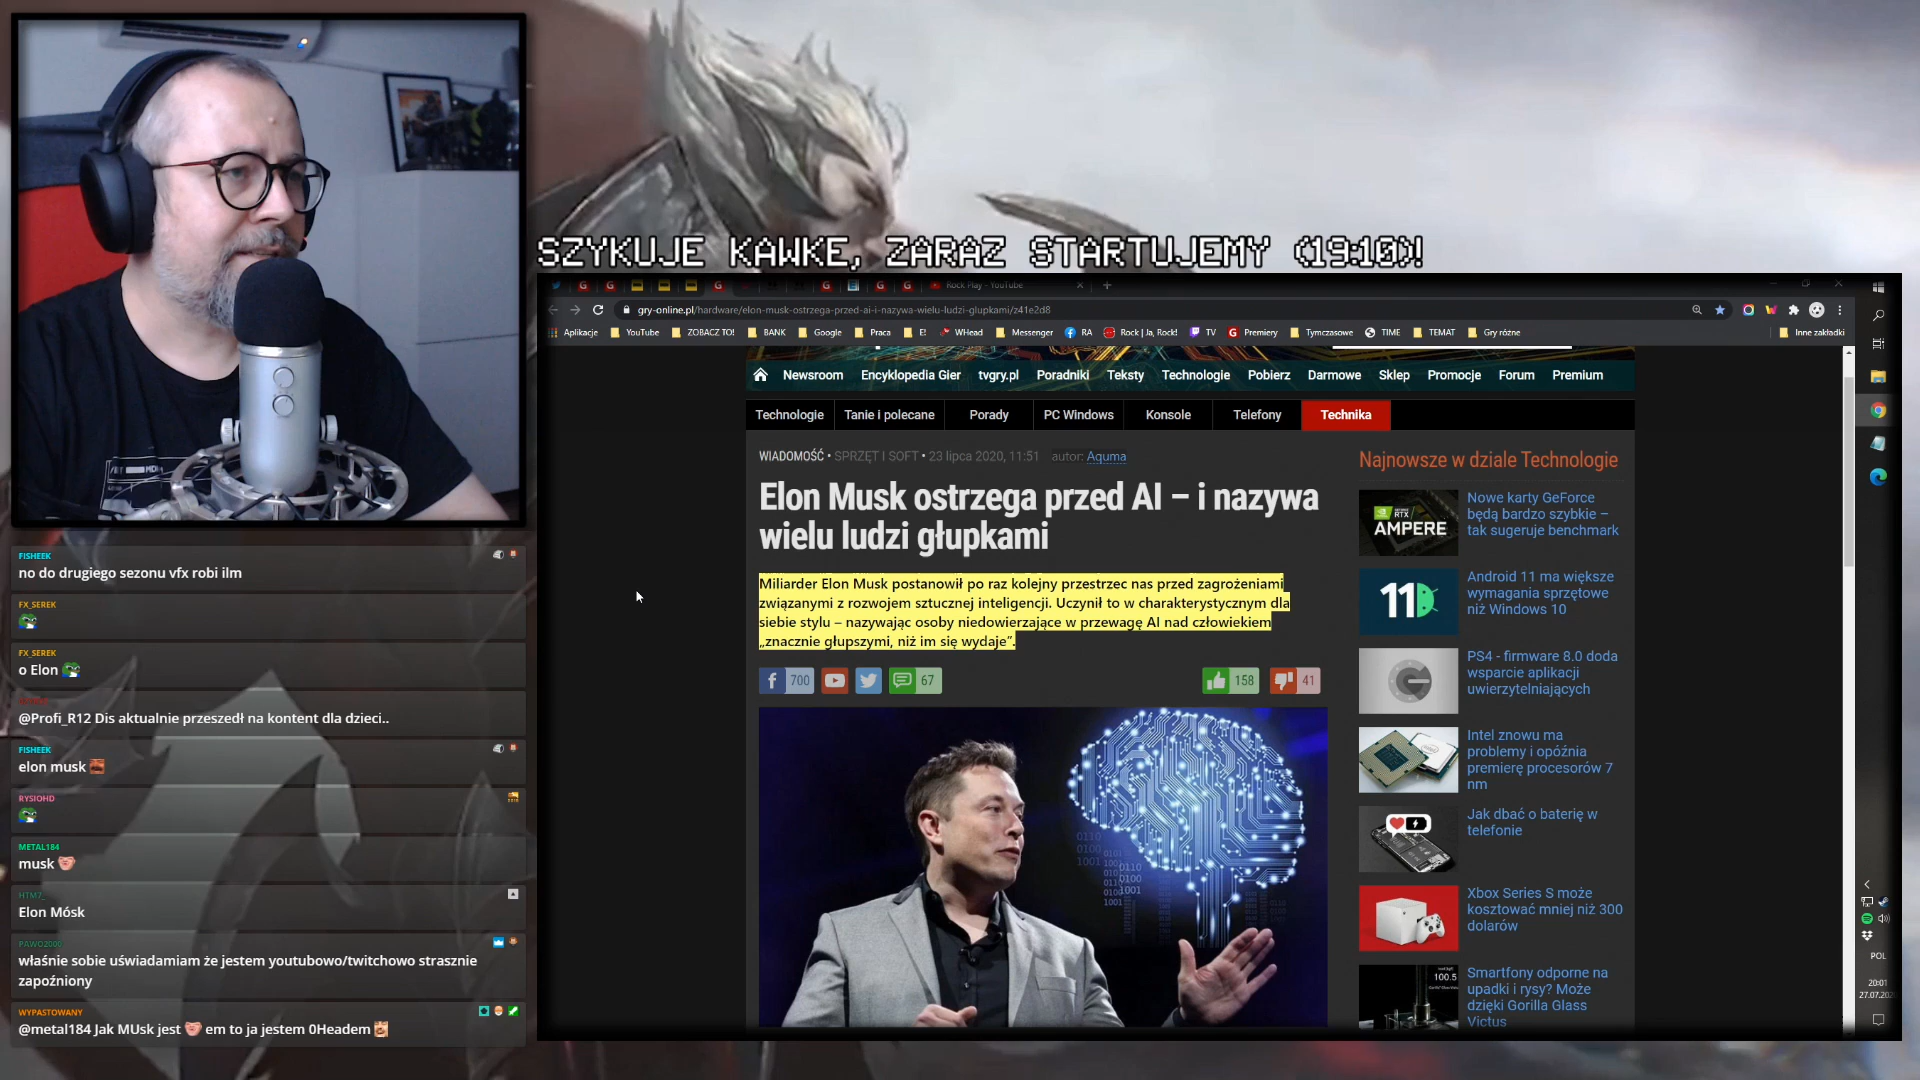 SZYKUJE KAWKE, ZARAZ STARTUJEMY (19:10)!
Rock Play - YouTube
gry-online.pl/hardware/elon-musk-ostrzega-przed-ai-i-nazywa-wielu-ludzi-glupkami/z41e2d8
Aplikacje YouTube ZOBACZ TO! BANK Google Praca E! WHead Messenger RA Rock | Ja, Rock! TV Premiery Tymczasowe TIME TEMAT Gry różne Inne zakładki
Newsroom Encyklopedia Gier tvgry.pl Poradniki Teksty Technologie Pobierz Darmowe Sklep Promocje Forum Premium
Technologie Tanie i polecane Porady PC Windows Konsole Telefony Technika
WIADOMOŚĆ • SPRZĘT I SOFT • 23 lipca 2020, 11:51 autor: Aquma
Elon Musk ostrzega przed AI – i nazywa
wielu ludzi głupkami
Miliarder Elon Musk postanowił po raz kolejny przestrzec nas przed zagrożeniami
związanymi z rozwojem sztucznej inteligencji. Uczynił to w charakterystycznym dla
siebie stylu – nazywając osoby niedowierzające w przewagę AI nad człowiekiem
„znacznie głupszymi, niż im się wydaje”.
700 67 158 41
Najnowsze w dziale Technologie
RTX
AMPERE
Nowe karty GeForce
będą bardzo szybkie –
tak sugeruje benchmark
11
Android 11 ma większe
wymagania sprzętowe
niż Windows 10
PS4 - firmware 8.0 doda
wsparcie aplikacji
uwierzytelniających
Intel znowu ma
problemy i opóźnia
premierę procesorów 7
nm
Jak dbać o baterię w
telefonie
Xbox Series S może
kosztować mniej niż 300
dolarów
100.5
Smartfony odporne na
upadki i rysy? Może
dzięki Gorilla Glass
Victus
POL
20:01
FISHEEK
no do drugiego sezonu vfx robi ilm
FX_SEREK
FX_SEREK
o Elon
@Profi_R12 Dis aktualnie przeszedł na kontent dla dzieci..
FISHEEK
elon musk
RYSIOHD
METAL184
musk
HTM7_
Elon Mósk
PAWO2000
właśnie sobie uświadamiam że jestem youtubowo/twitchowo strasznie
zapoźniony
WYPASTOWANY
@metal184 Jak MUsk jest em to ja jestem 0Headem